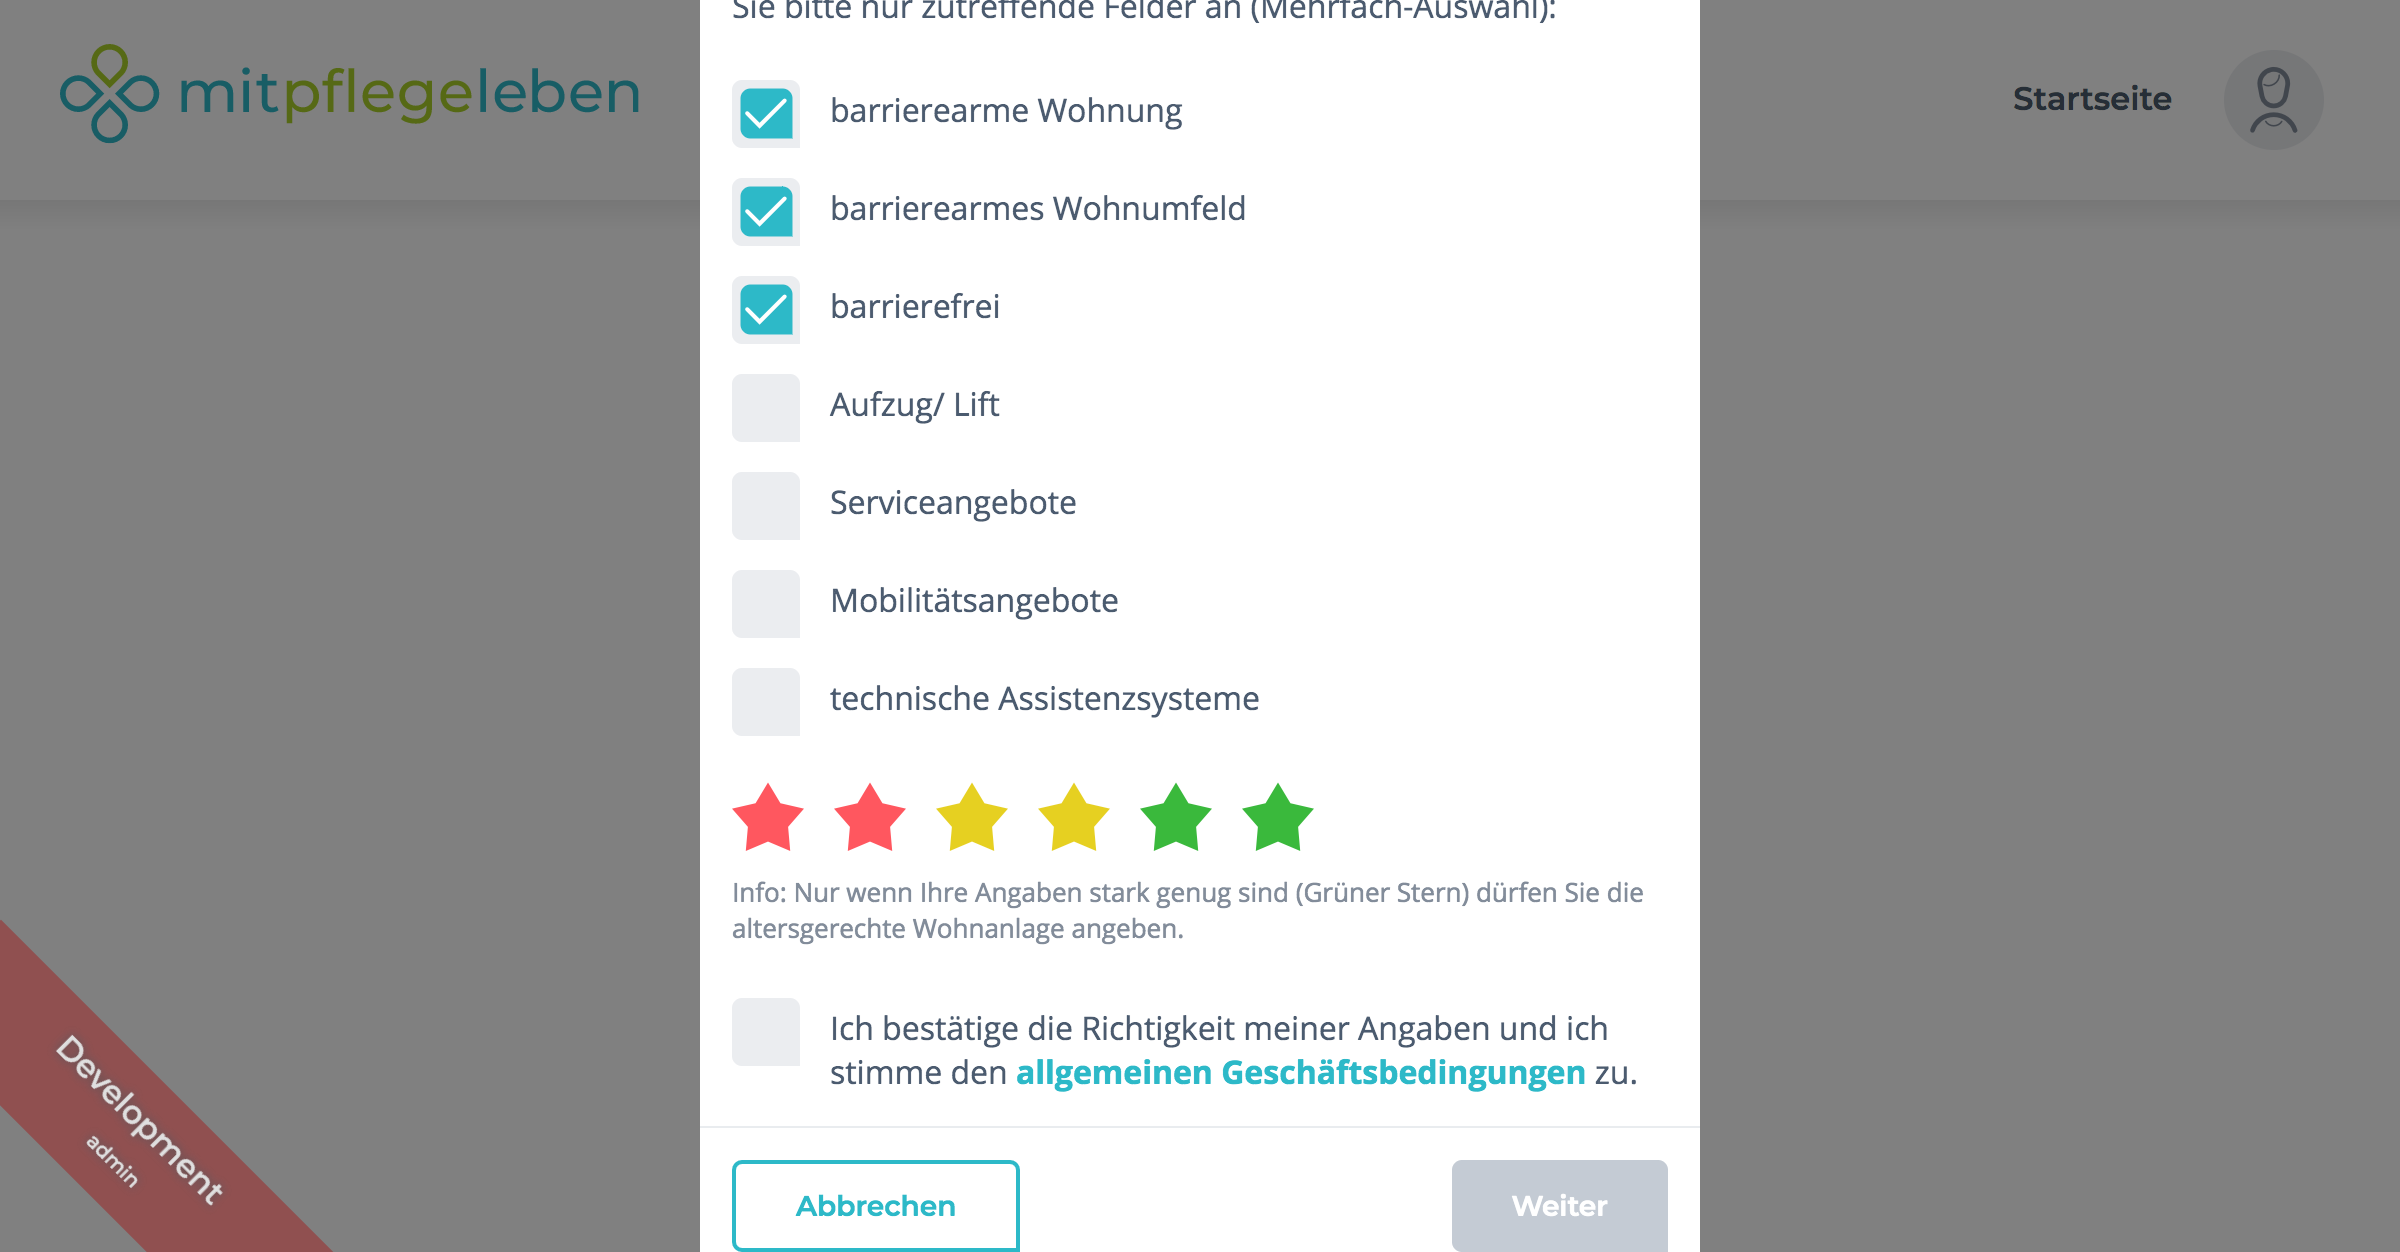 Sie bitte nur zutreffende Felder an (Mehrfach-Auswahl):
mitpflegeleben
Startseite
barrierearme Wohnung
barrierearmes Wohnumfeld
barrierefrei
Aufzug/ Lift
Serviceangebote
Mobilitätsangebote
technische Assistenzsysteme
Info: Nur wenn Ihre Angaben stark genug sind (Grüner Stern) dürfen Sie die
altersgerechte Wohnanlage angeben.
Ich bestätige die Richtigkeit meiner Angaben und ich
stimme den allgemeinen Geschäftsbedingungen zu.
Development
admin
Abbrechen
Weiter